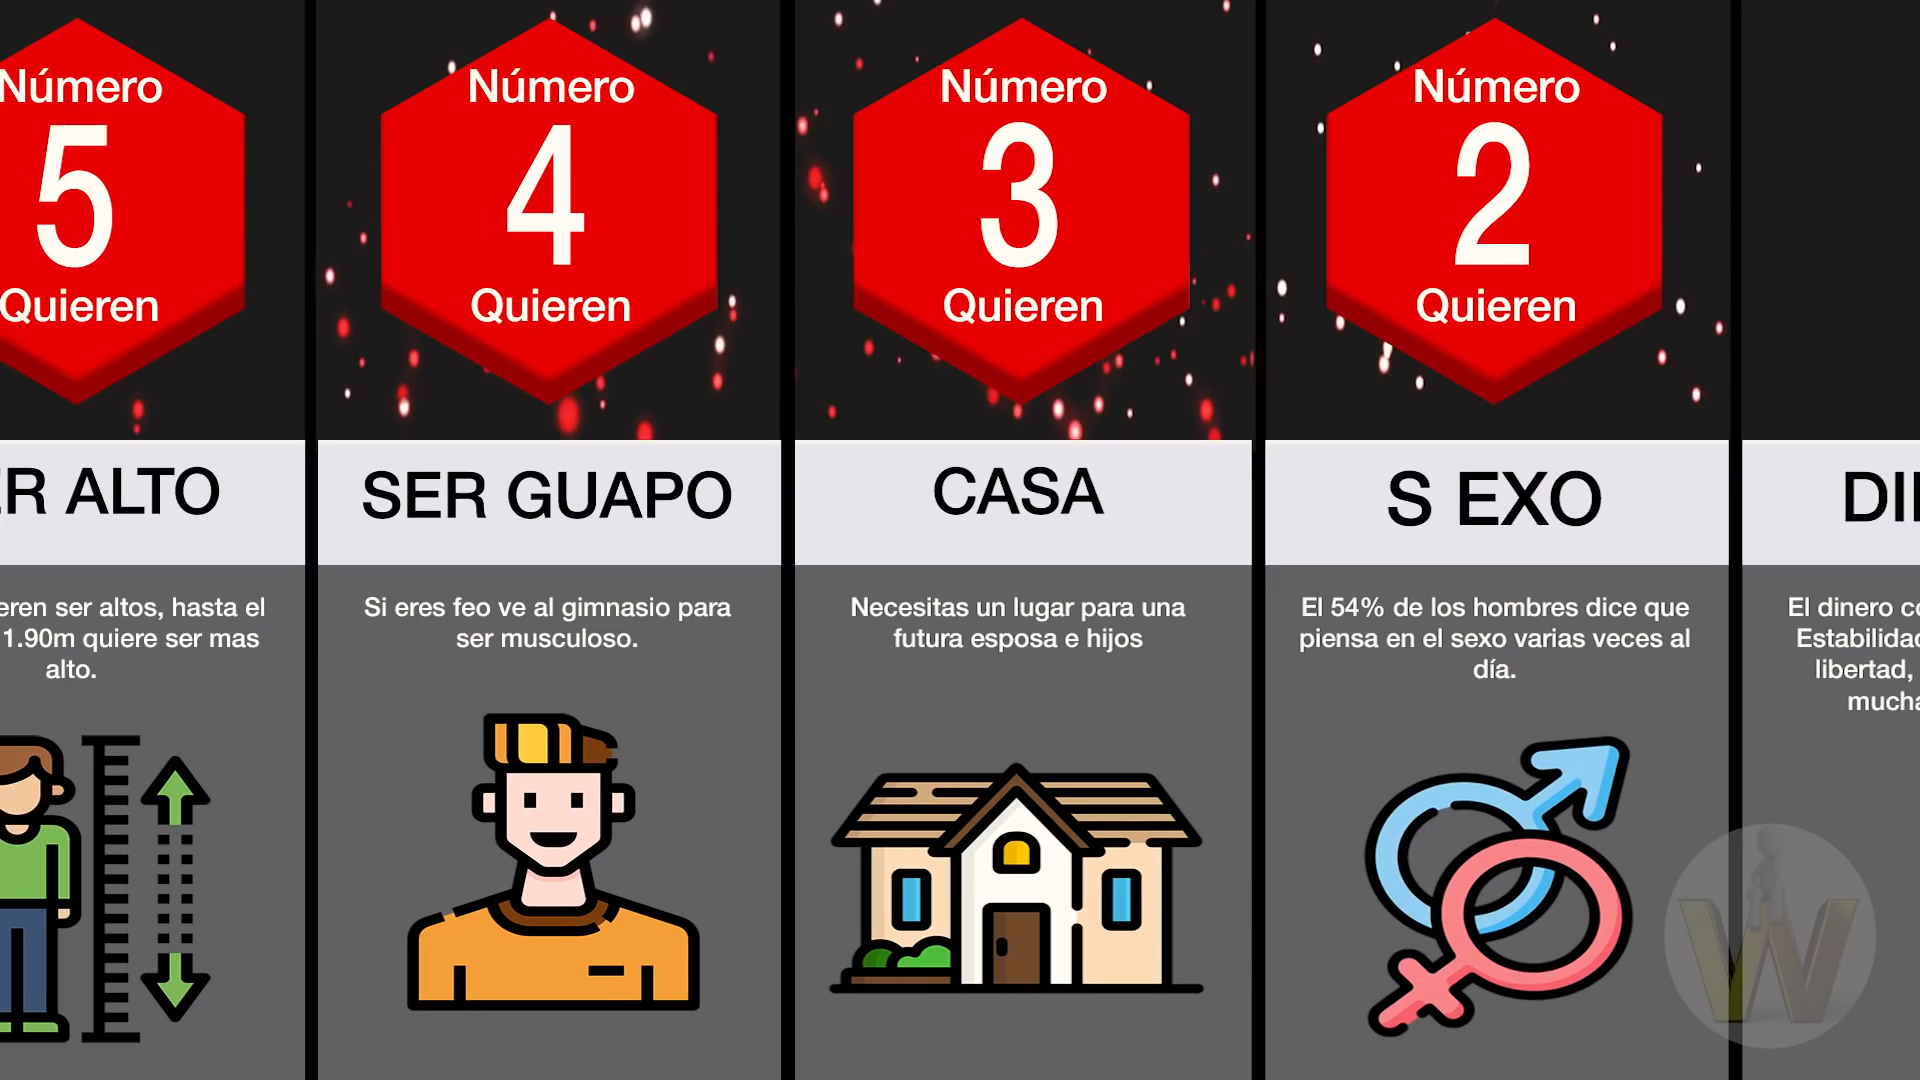 Número
5
Quieren
ER ALTO
eren ser altos, hasta el
1.90m quiere ser mas
alto.
Número
4
Quieren
SER GUAPO
Si eres feo ve al gimnasio para
ser musculoso.
Número
3
Quieren
CASA
Necesitas un lugar para una
futura esposa e hijos
Número
2
Quieren
S EXO
El 54% de los hombres dice que
piensa en el sexo varias veces al
día.
DI
El dinero co
Estabilidad
libertad,
mucha
W